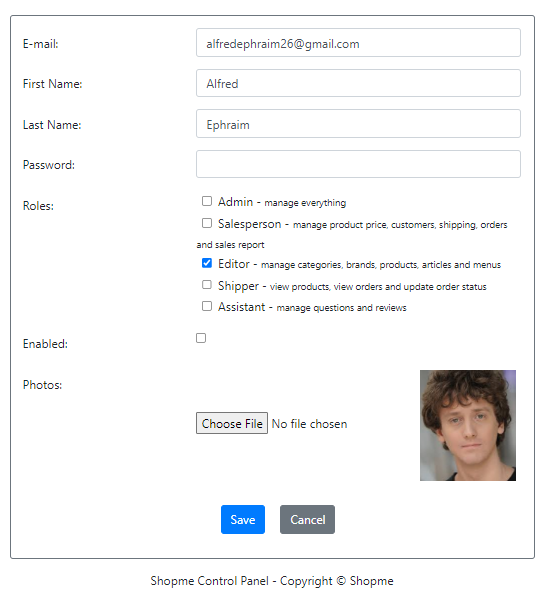 E-mail: alfredephraim26@gmail.com
First Name: Alfred
Last Name: Ephraim
Password:
Roles: Admin - manage everything
Salesperson - manage product price, customers, shipping, orders
and sales report
Editor - manage categories, brands, products, articles and menus
Shipper - view products, view orders and update order status
Assistant - manage questions and reviews
Enabled:
Photos:
Choose File No file chosen
Save Cancel
Shopme Control Panel - Copyright © Shopme